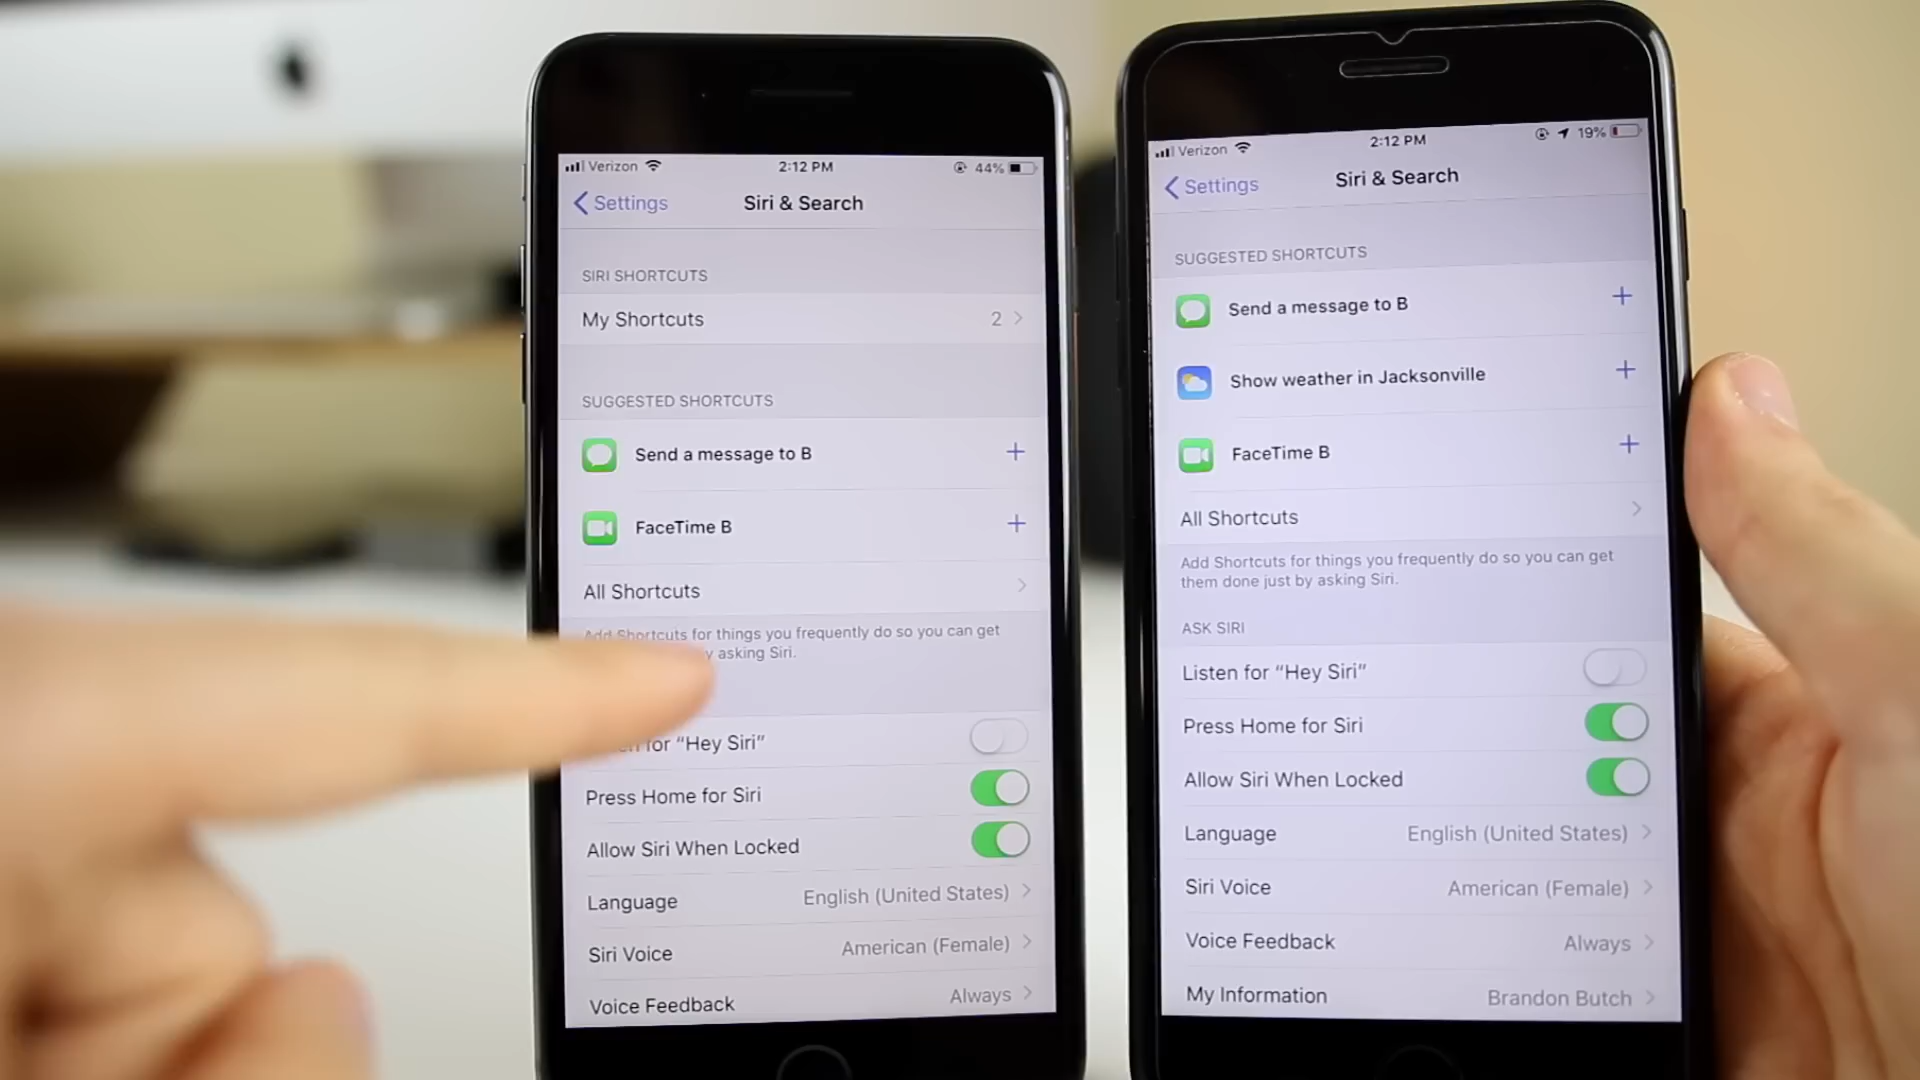 Verizon
2:12 PM
44%
Settings
Siri & Search
SIRI SHORTCUTS
My Shortcuts
2
SUGGESTED SHORTCUTS
Send a message to B
FaceTime B
All Shortcuts
Add Shortcuts for things you frequently do so you can get
asking Siri.
for “Hey Siri”
Press Home for Siri
Allow Siri When Locked
Language
English (United States)
Siri Voice
American (Female)
Voice Feedback
Always
Verizon
2:12 PM
19%
Settings
Siri & Search
SUGGESTED SHORTCUTS
Send a message to B
Show weather in Jacksonville
FaceTime B
All Shortcuts
Add Shortcuts for things you frequently do so you can get
them done just by asking Siri.
ASK SIRI
Listen for “Hey Siri”
Press Home for Siri
Allow Siri When Locked
Language
English (United States)
Siri Voice
American (Female)
Voice Feedback
Always
My Information
Brandon Butch